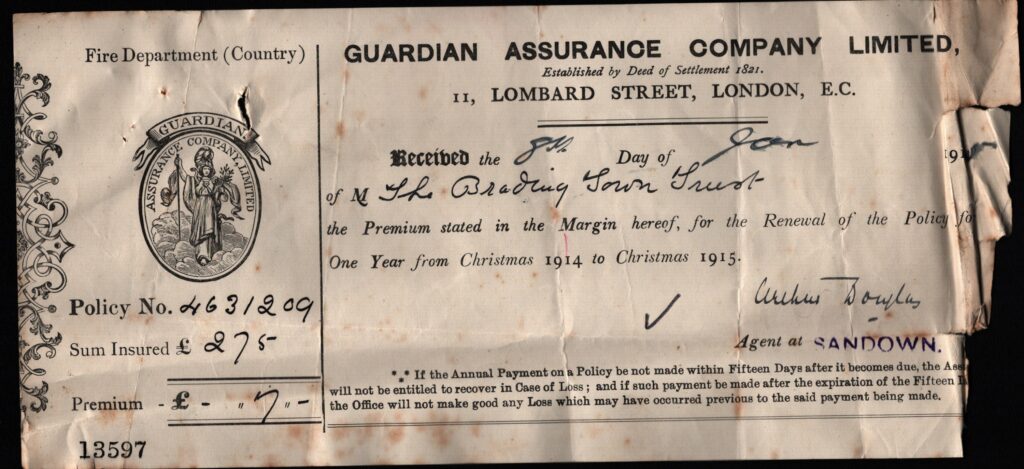 Fire Department (Country)
GUARDIAN
ASSURANCE COMPANY, LIMITED
Policy No. 4631209
Sum Insured £ 275
Premium - £ - " 7 " -
13597
GUARDIAN ASSURANCE COMPANY LIMITED,
Established by Deed of Settlement 1821.
11, LOMBARD STREET, LONDON, E.C.
Received the 8th Day of Jan 191
of M The Brading Town Trust
the Premium stated in the Margin hereof, for the Renewal of the Policy fo
One Year from Christmas 1914 to Christmas 1915.
Arthur Douglas
Agent at SANDOWN.
*** If the Annual Payment on a Policy be not made within Fifteen Days after it becomes due, the Ass
will not be entitled to recover in Case of Loss; and if such payment be made after the expiration of the Fifteen
the Office will not make good any Loss which may have occurred previous to the said payment being made.